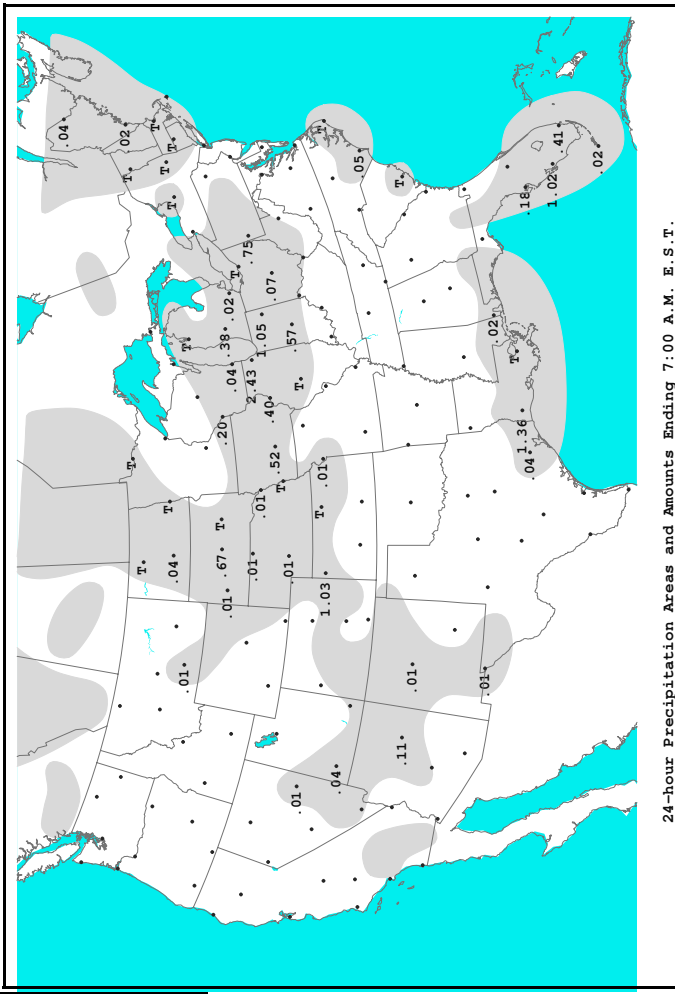 .04
.02
T
T
T
T
T
T
T
T
.04
.01
T
T
.67
.20
.38
.01
.02
.04
T
.75
2.43
.01
.01
1.05
.40
.07
.52
T
.01
.57
.01
T
T
T
.01
1.03
.04
.05
T
.11
.01
.01
.02
T
1.36
.18
.04
1.02
.41
.02
24-hour Precipitation Areas and Amounts Ending 7:00 A.M. E.S.T.